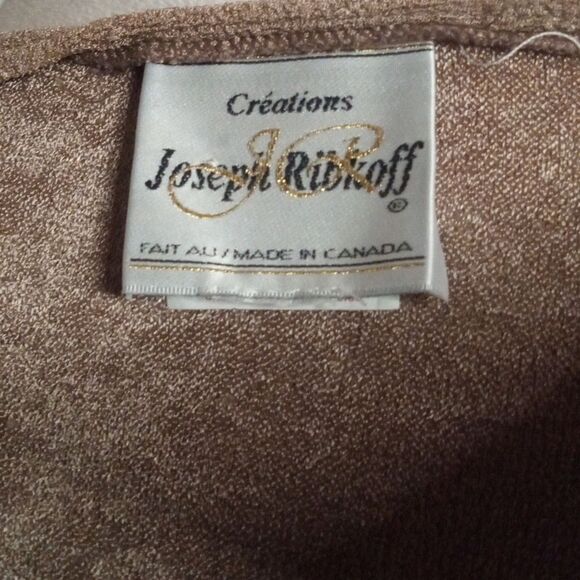 Créations
Joseph Ribkoff
®
FAIT AU / MADE IN CANADA